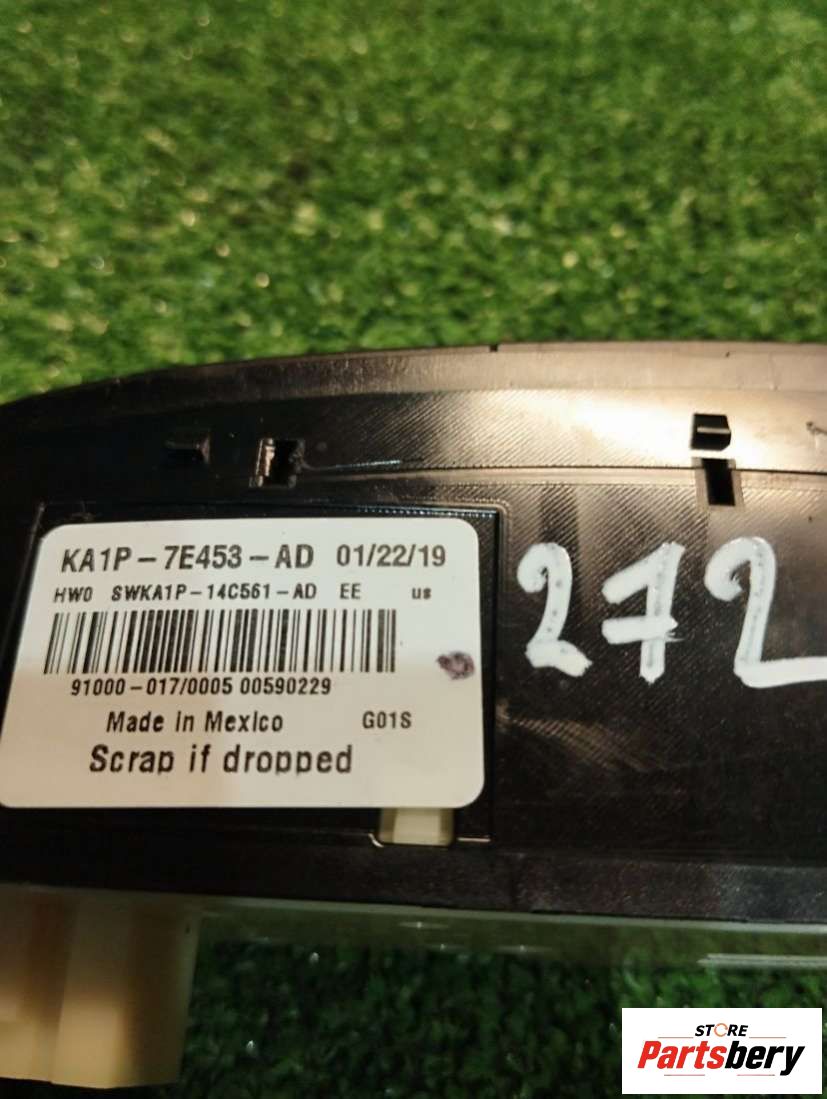 KA1P-7E453-AD 01/22/19
HW0 SWKA1P-14C561-AD EE us
91000-017/0005 00590229
Made in Mexico G01S
Scrap if dropped
272
STORE
Partsbery